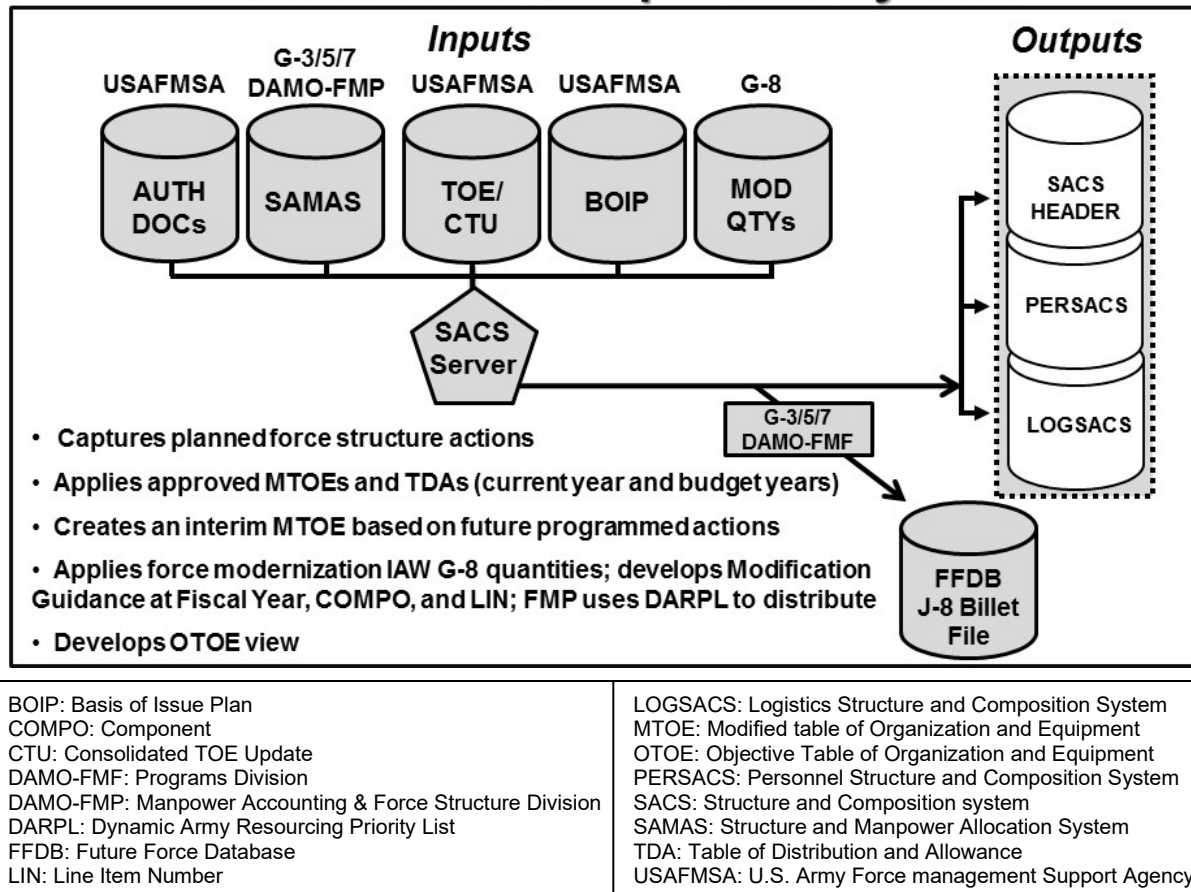 Inputs
Outputs
USAFMSA
G-3/5/7
DAMO-FMP
USAFMSA
USAFMSA
G-8
AUTH
DOCs
SAMAS
TOE/
CTU
BOIP
MOD
QTYs
SACS
HEADER
PERSACS
LOGSACS
SACS
Server
G-3/5/7
DAMO-FMF
FFDB
J-8 Billet
File
• Captures planned force structure actions
• Applies approved MTOEs and TDAs (current year and budget years)
• Creates an interim MTOE based on future programmed actions
• Applies force modernization IAW G-8 quantities; develops Modification
Guidance at Fiscal Year, COMPO, and LIN; FMP uses DARPL to distribute
• Develops OTOE view
BOIP: Basis of Issue Plan
COMPO: Component
CTU: Consolidated TOE Update
DAMO-FMF: Programs Division
DAMO-FMP: Manpower Accounting & Force Structure Division
DARPL: Dynamic Army Resourcing Priority List
FFDB: Future Force Database
LIN: Line Item Number
LOGSACS: Logistics Structure and Composition System
MTOE: Modified table of Organization and Equipment
OTOE: Objective Table of Organization and Equipment
PERSACS: Personnel Structure and Composition System
SACS: Structure and Composition system
SAMAS: Structure and Manpower Allocation System
TDA: Table of Distribution and Allowance
USAFMSA: U.S. Army Force management Support Agency